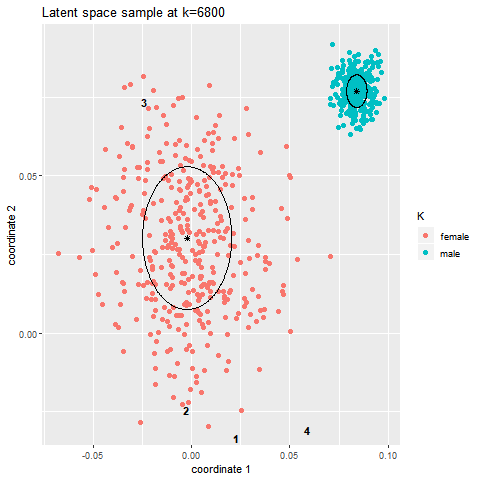 Latent space sample at k=6800
coordinate 2
0.05
0.00
3
2
1
4
-0.05
0.00
0.05
0.10
coordinate 1
K
female
male